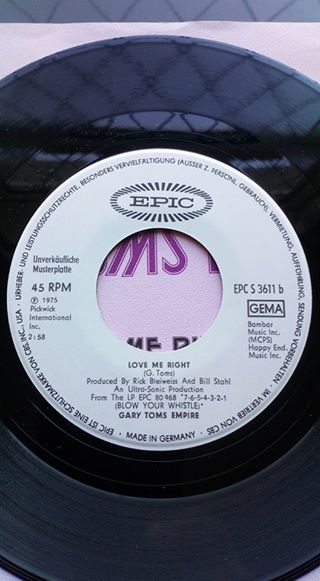 EPIC IST EINE SCHUTZMARKE VON CBS, INC., USA · URHEBER- UND LEISTUNGSSCHUTZRECHTE, BESONDERS VERVIELFÄLTIGUNG (AUSSER Z. PERSÖNL. GEBRAUCH), VERMIETUNG, AUFFÜHRUNG, SENDUNG VORBEHALTEN · IM VERTRIEB VON CBS
EPIC
Unverkäufliche
Musterplatte
45 RPM
Ⓟ 1975
Pickwick
International
Inc.
2:58
EPC S 3611 b
GEMA
Bambar
Music Inc.
(MCPS)
Happy End.
Music Inc.
ME RI
LOVE ME RIGHT
(G. Toms)
Produced By Rick Bleiweiss And Bill Stahl
An Ultra-Sonic Production
From The LP EPC 80 968 "7-6-5-4-3-2-1
(BLOW YOUR WHISTLE)"
GARY TOMS EMPIRE
· MADE IN GERMANY ·